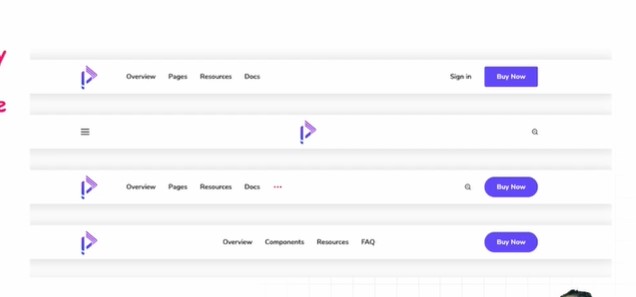 y
Overview Pages Resources Docs Sign in Buy Now
e
Overview Pages Resources Docs ··· Buy Now
Overview Components Resources FAQ Buy Now